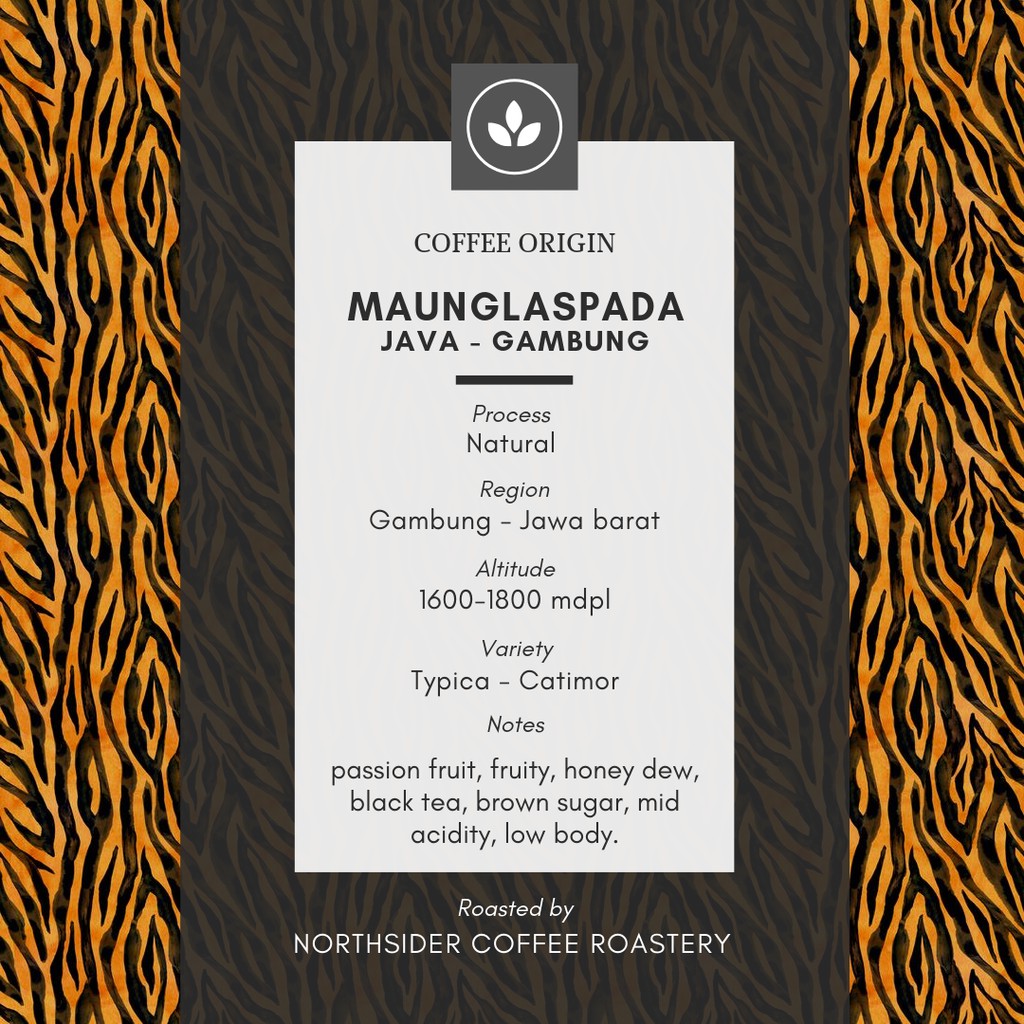 COFFEE ORIGIN
MAUNGLASPADA
JAVA - GAMBUNG
Process
Natural
Region
Gambung - Jawa barat
Altitude
1600-1800 mdpl
Variety
Typica - Catimor
Notes
passion fruit, fruity, honey dew,
black tea, brown sugar, mid
acidity, low body.
Roasted by
NORTHSIDER COFFEE ROASTERY